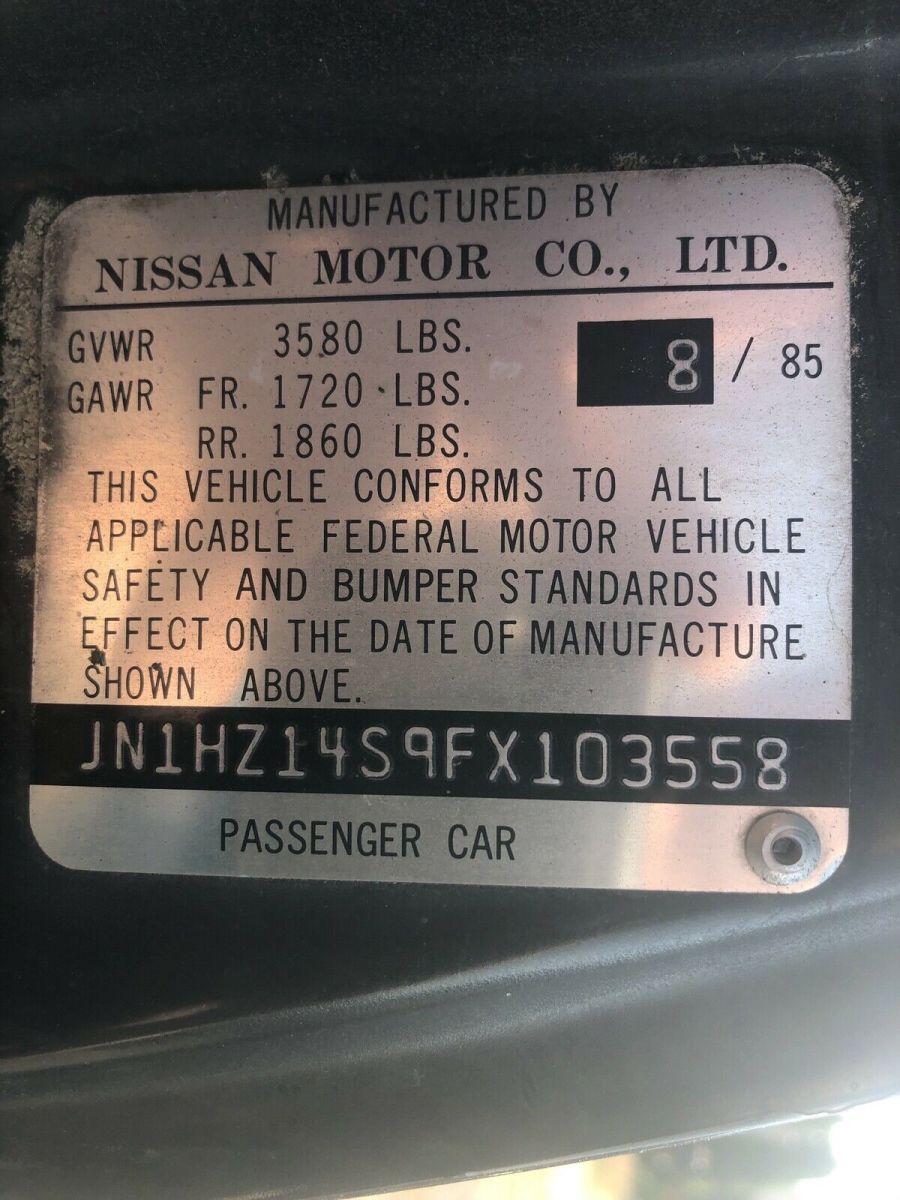 MANUFACTURED BY
NISSAN MOTOR CO., LTD.
GVWR 3580 LBS. 8 / 85
GAWR FR. 1720 LBS.
RR. 1860 LBS.
THIS VEHICLE CONFORMS TO ALL
APPLICABLE FEDERAL MOTOR VEHICLE
SAFETY AND BUMPER STANDARDS IN
EFFECT ON THE DATE OF MANUFACTURE
SHOWN ABOVE.
JN1HZ14S9FX103558
PASSENGER CAR